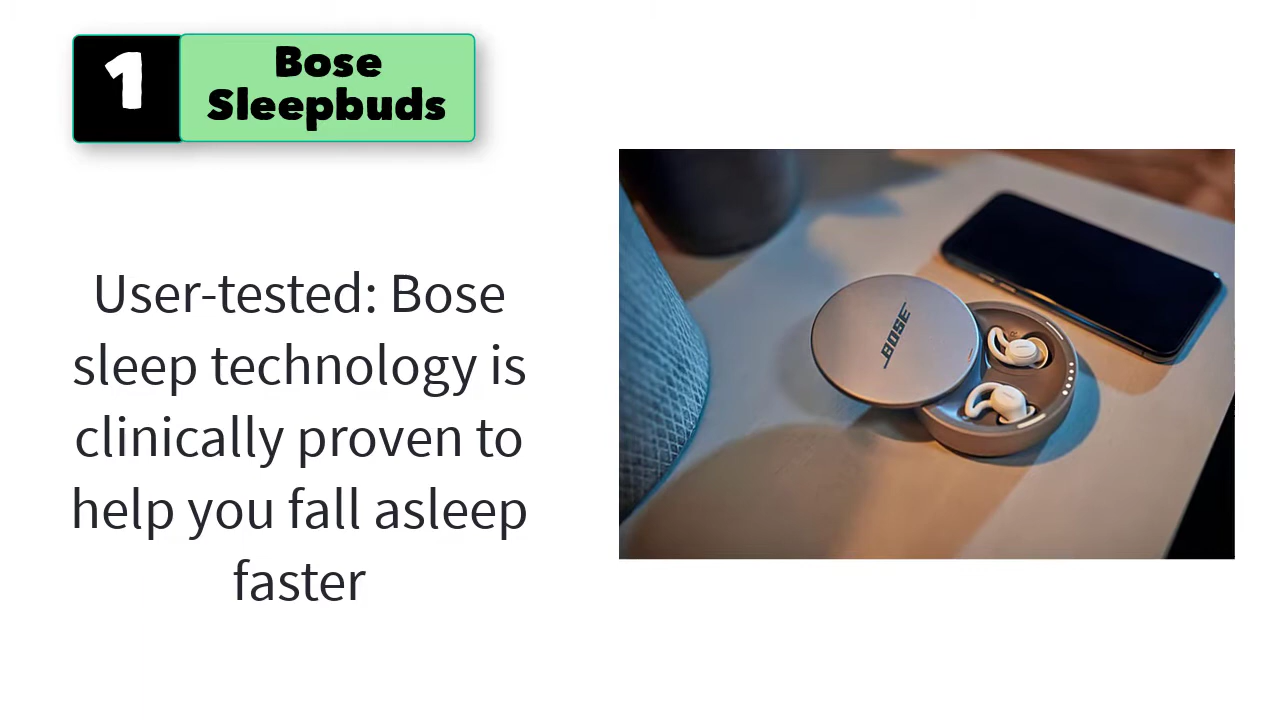 1
Bose
Sleepbuds
User-tested: Bose
sleep technology is
clinically proven to
help you fall asleep
faster
BOSE